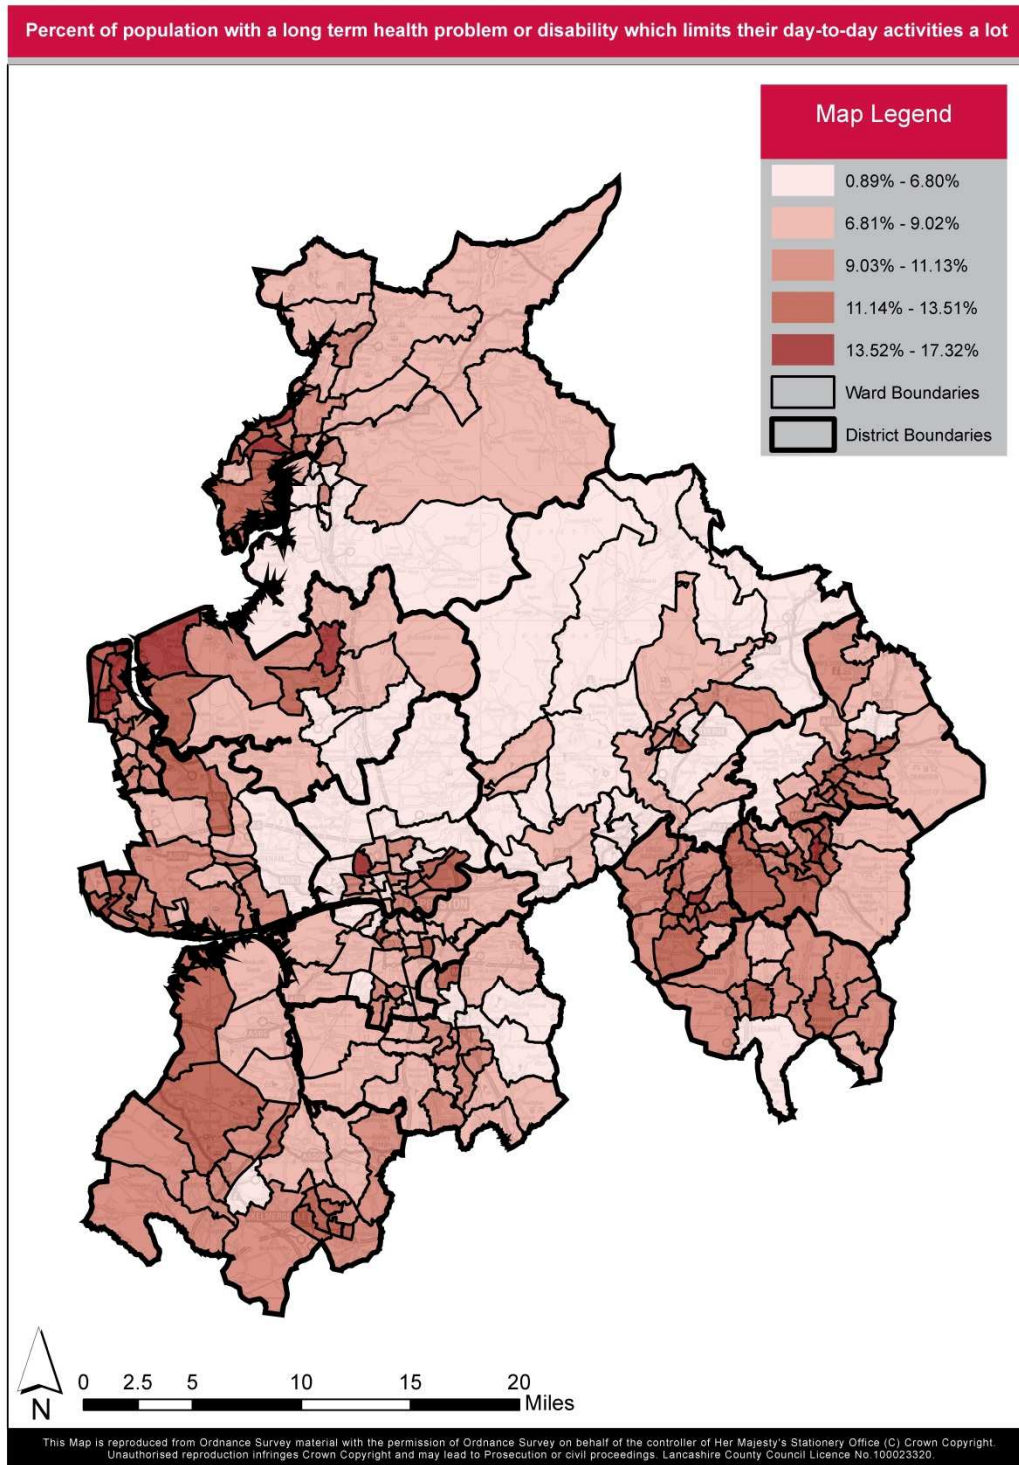 Percent of population with a long term health problem or disability which limits their day-to-day activities a lot
Map Legend
0.89% - 6.80%
6.81% - 9.02%
9.03% - 11.13%
11.14% - 13.51%
13.52% - 17.32%
Ward Boundaries
District Boundaries
0 2.5 5 10 15 20
Miles
N
This Map is reproduced from Ordnance Survey material with the permission of Ordnance Survey on behalf of the controller of Her Majesty's Stationery Office (C) Crown Copyright.
Unauthorised reproduction infringes Crown Copyright and may lead to Prosecution or civil proceedings. Lancashire County Council Licence No.100023320.